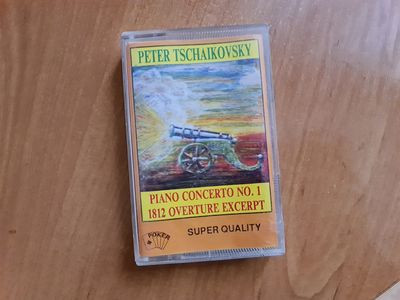 PETER TSCHAIKOVSKY
PIANO CONCERTO NO. 1
1812 OVERTURE EXCERPT
POKER
SUPER QUALITY